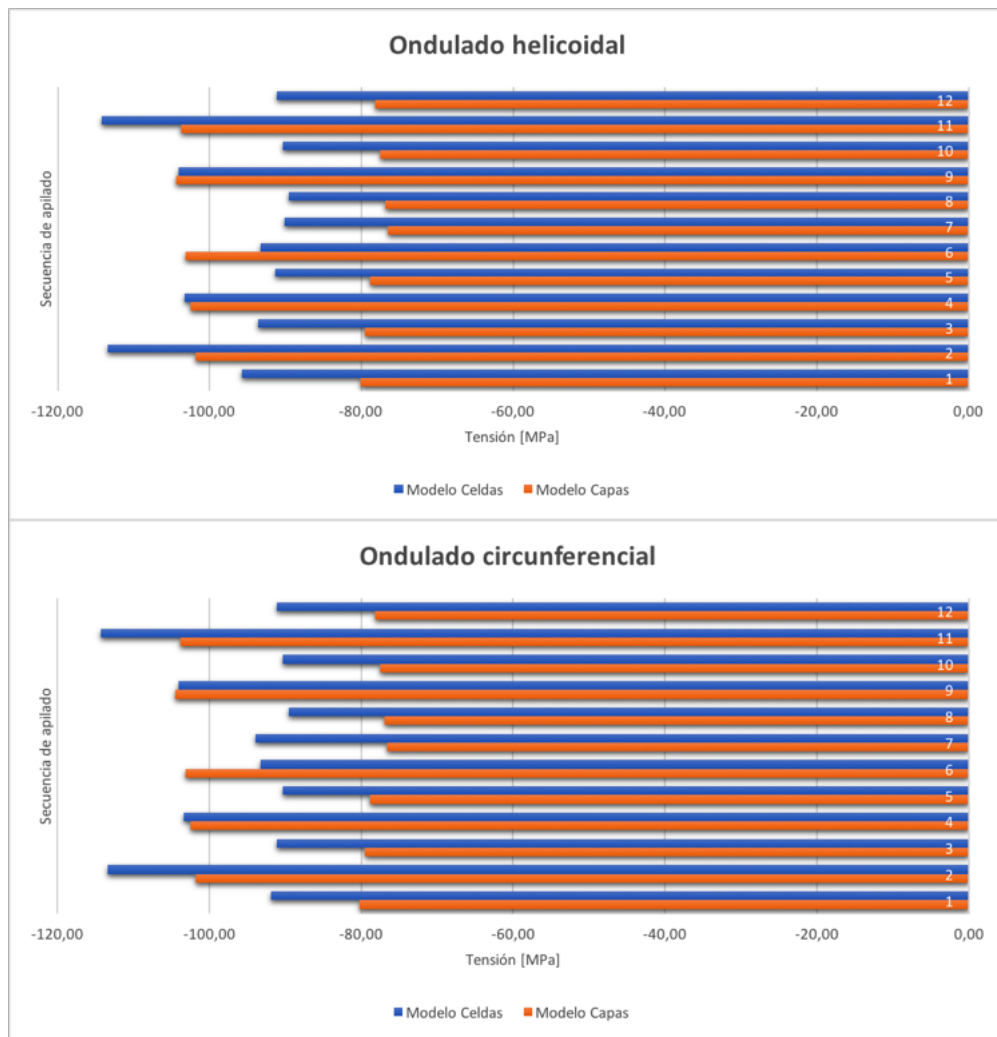 Ondulado helicoidal
Secuencia de apilado
12
11
10
9
8
7
6
5
4
3
2
1
-120,00 -100,00 -80,00 -60,00 -40,00 -20,00 0,00
Tensión [MPa]
Modelo Celdas Modelo Capas
Ondulado circunferencial
Secuencia de apilado
12
11
10
9
8
7
6
5
4
3
2
1
-120,00 -100,00 -80,00 -60,00 -40,00 -20,00 0,00
Tensión [MPa]
Modelo Celdas Modelo Capas